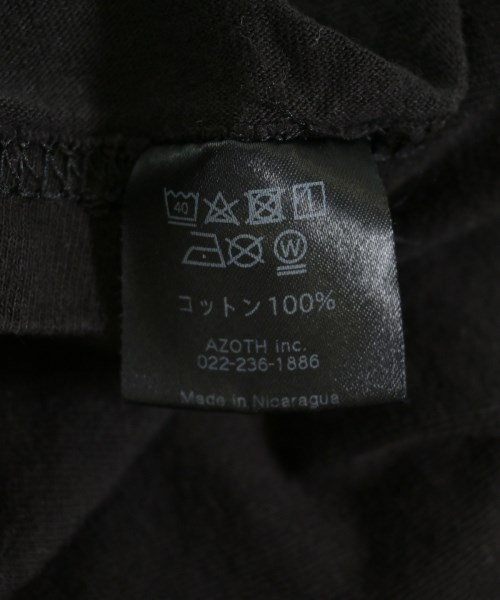 40
W
コットン100%
AZOTH inc.
022-236-1886
Made in Nicaragua